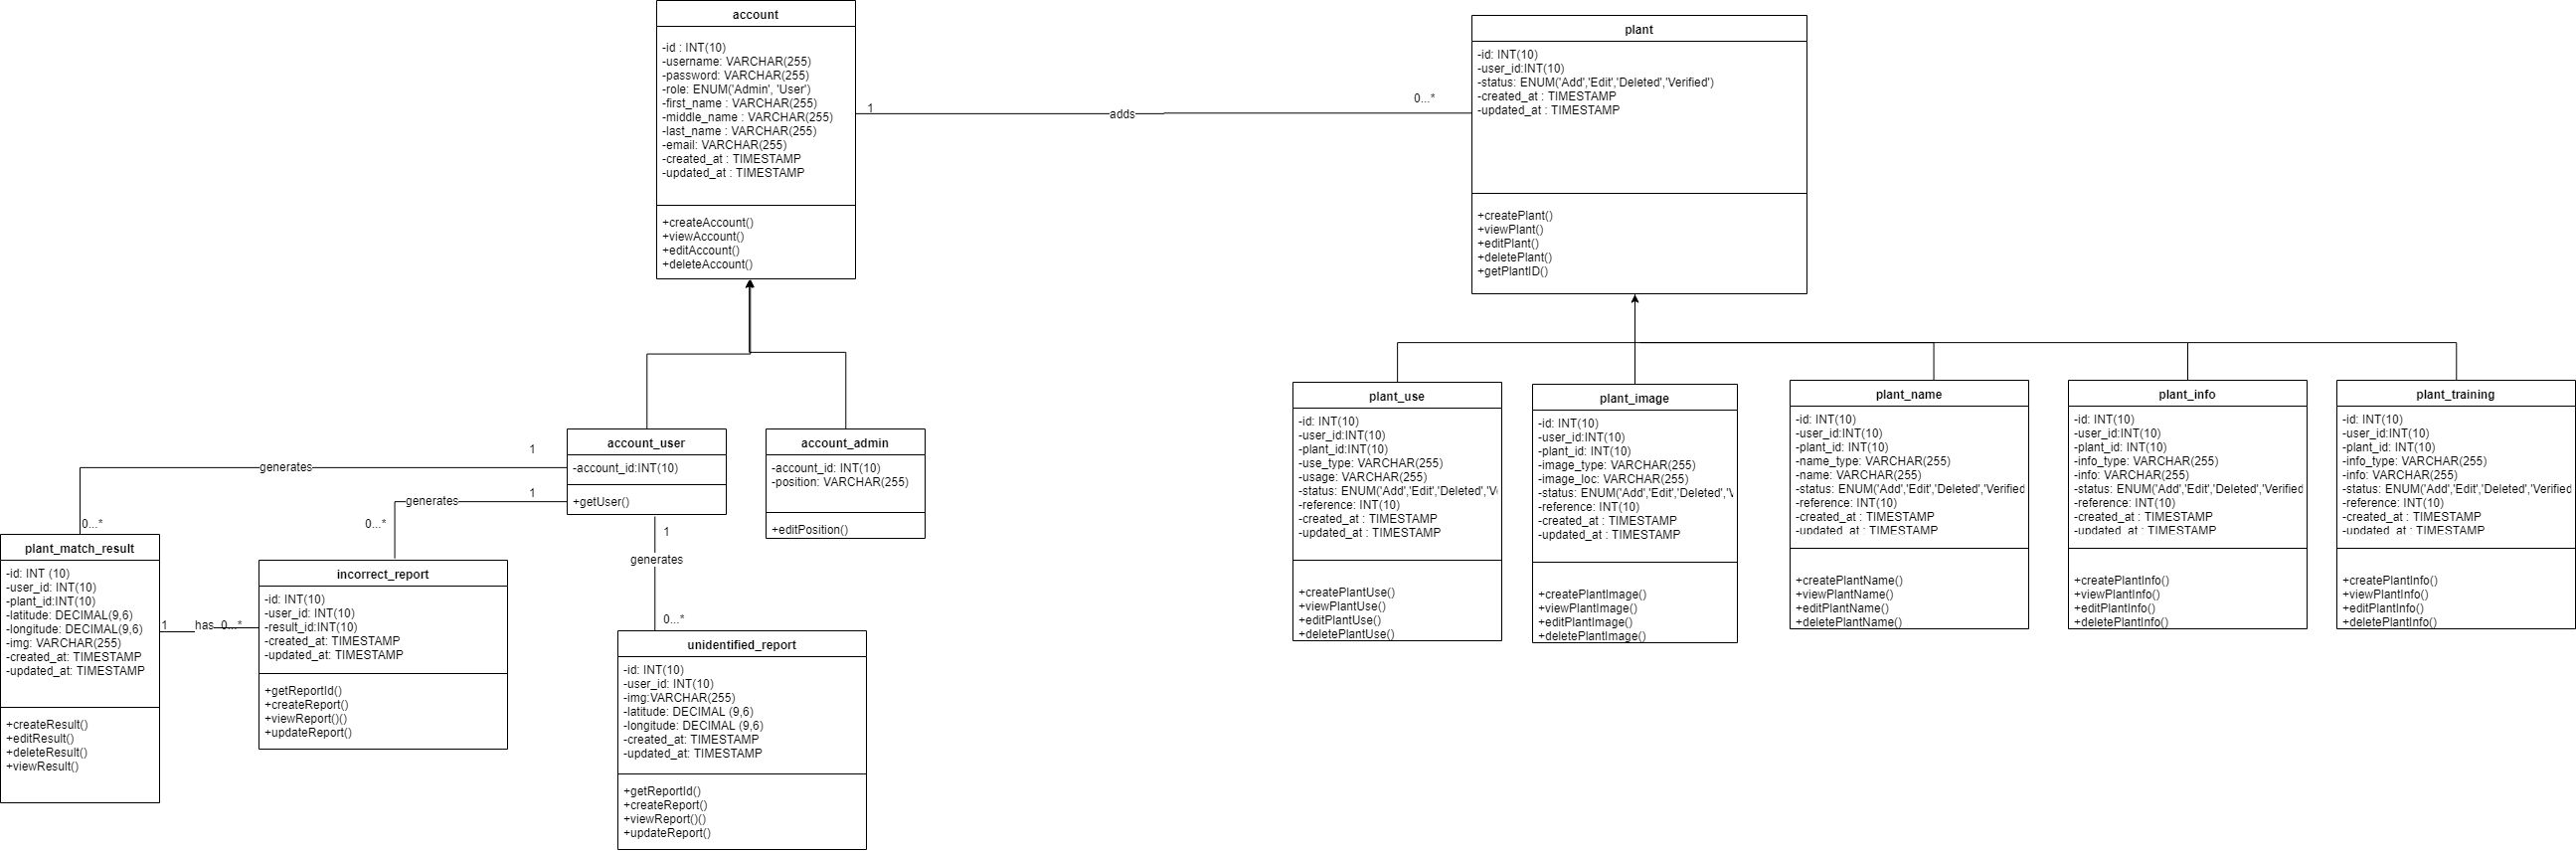 account
-id : INT(10)
-username: VARCHAR(255)
-password: VARCHAR(255)
-role: ENUM('Admin', 'User')
-first_name : VARCHAR(255)
-middle_name : VARCHAR(255)
-last_name : VARCHAR(255)
-email: VARCHAR(255)
-created_at : TIMESTAMP
-updated_at : TIMESTAMP
+createAccount()
+viewAccount()
+editAccount()
+deleteAccount()
1
adds
0...*
plant
-id: INT(10)
-user_id:INT(10)
-status: ENUM('Add','Edit','Deleted','Verified')
-created_at : TIMESTAMP
-updated_at : TIMESTAMP
+createPlant()
+viewPlant()
+editPlant()
+deletePlant()
+getPlantID()
account_user
-account_id:INT(10)
+getUser()
account_admin
-account_id: INT(10)
-position: VARCHAR(255)
+editPosition()
1
generates
0...*
1
generates
0...*
1
generates
0...*
plant_match_result
-id: INT (10)
-user_id: INT(10)
-plant_id:INT(10)
-latitude: DECIMAL(9,6)
-longitude: DECIMAL(9,6)
-img: VARCHAR(255)
-created_at: TIMESTAMP
-updated_at: TIMESTAMP
+createResult()
+editResult()
+deleteResult()
+viewResult()
1
has
0...*
incorrect_report
-id: INT(10)
-user_id: INT(10)
-result_id:INT(10)
-created_at: TIMESTAMP
-updated_at: TIMESTAMP
+getReportId()
+createReport()
+viewReport()()
+updateReport()
unidentified_report
-id: INT(10)
-user_id: INT(10)
-img:VARCHAR(255)
-latitude: DECIMAL (9,6)
-longitude: DECIMAL (9,6)
-created_at: TIMESTAMP
-updated_at: TIMESTAMP
+getReportId()
+createReport()
+viewReport()()
+updateReport()
plant_use
-id: INT(10)
-user_id:INT(10)
-plant_id:INT(10)
-use_type: VARCHAR(255)
-usage: VARCHAR(255)
-status: ENUM('Add','Edit','Deleted','V
-reference: INT(10)
-created_at : TIMESTAMP
-updated_at : TIMESTAMP
+createPlantUse()
+viewPlantUse()
+editPlantUse()
+deletePlantUse()
plant_image
-id: INT(10)
-user_id:INT(10)
-plant_id: INT(10)
-image_type: VARCHAR(255)
-image_loc: VARCHAR(255)
-status: ENUM('Add','Edit','Deleted','V
-reference: INT(10)
-created_at : TIMESTAMP
-updated_at : TIMESTAMP
+createPlantImage()
+viewPlantImage()
+editPlantImage()
+deletePlantImage()
plant_name
-id: INT(10)
-user_id:INT(10)
-plant_id: INT(10)
-name_type: VARCHAR(255)
-name: VARCHAR(255)
-status: ENUM('Add','Edit','Deleted','Verified
-reference: INT(10)
-created_at : TIMESTAMP
-updated_at : TIMESTAMP
+createPlantName()
+viewPlantName()
+editPlantName()
+deletePlantName()
plant_info
-id: INT(10)
-user_id:INT(10)
-plant_id: INT(10)
-info_type: VARCHAR(255)
-info: VARCHAR(255)
-status: ENUM('Add','Edit','Deleted','Verified
-reference: INT(10)
-created_at : TIMESTAMP
-updated_at : TIMESTAMP
+createPlantInfo()
+viewPlantInfo()
+editPlantInfo()
+deletePlantInfo()
plant_training
-id: INT(10)
-user_id:INT(10)
-plant_id: INT(10)
-info_type: VARCHAR(255)
-info: VARCHAR(255)
-status: ENUM('Add','Edit','Deleted','Verified
-reference: INT(10)
-created_at : TIMESTAMP
-updated_at : TIMESTAMP
+createPlantInfo()
+viewPlantInfo()
+editPlantInfo()
+deletePlantInfo()